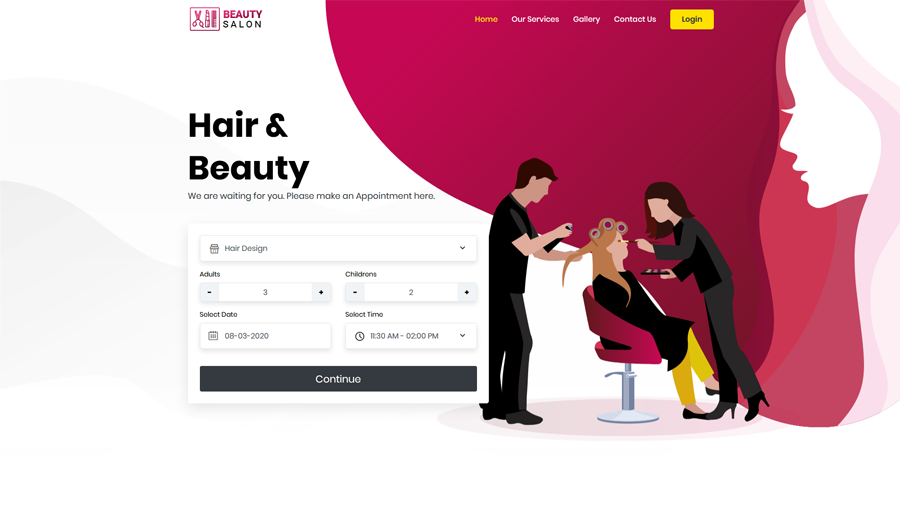 BEAUTY
SALON
Home Our Services Gallery Contact Us Login
Hair &
Beauty
We are waiting for you. Please make an Appointment here.
Hair Design
Adults Childrens
- 3 + - 2 +
Select Date Select Time
08-03-2020 11:30 AM - 02:00 PM
Continue